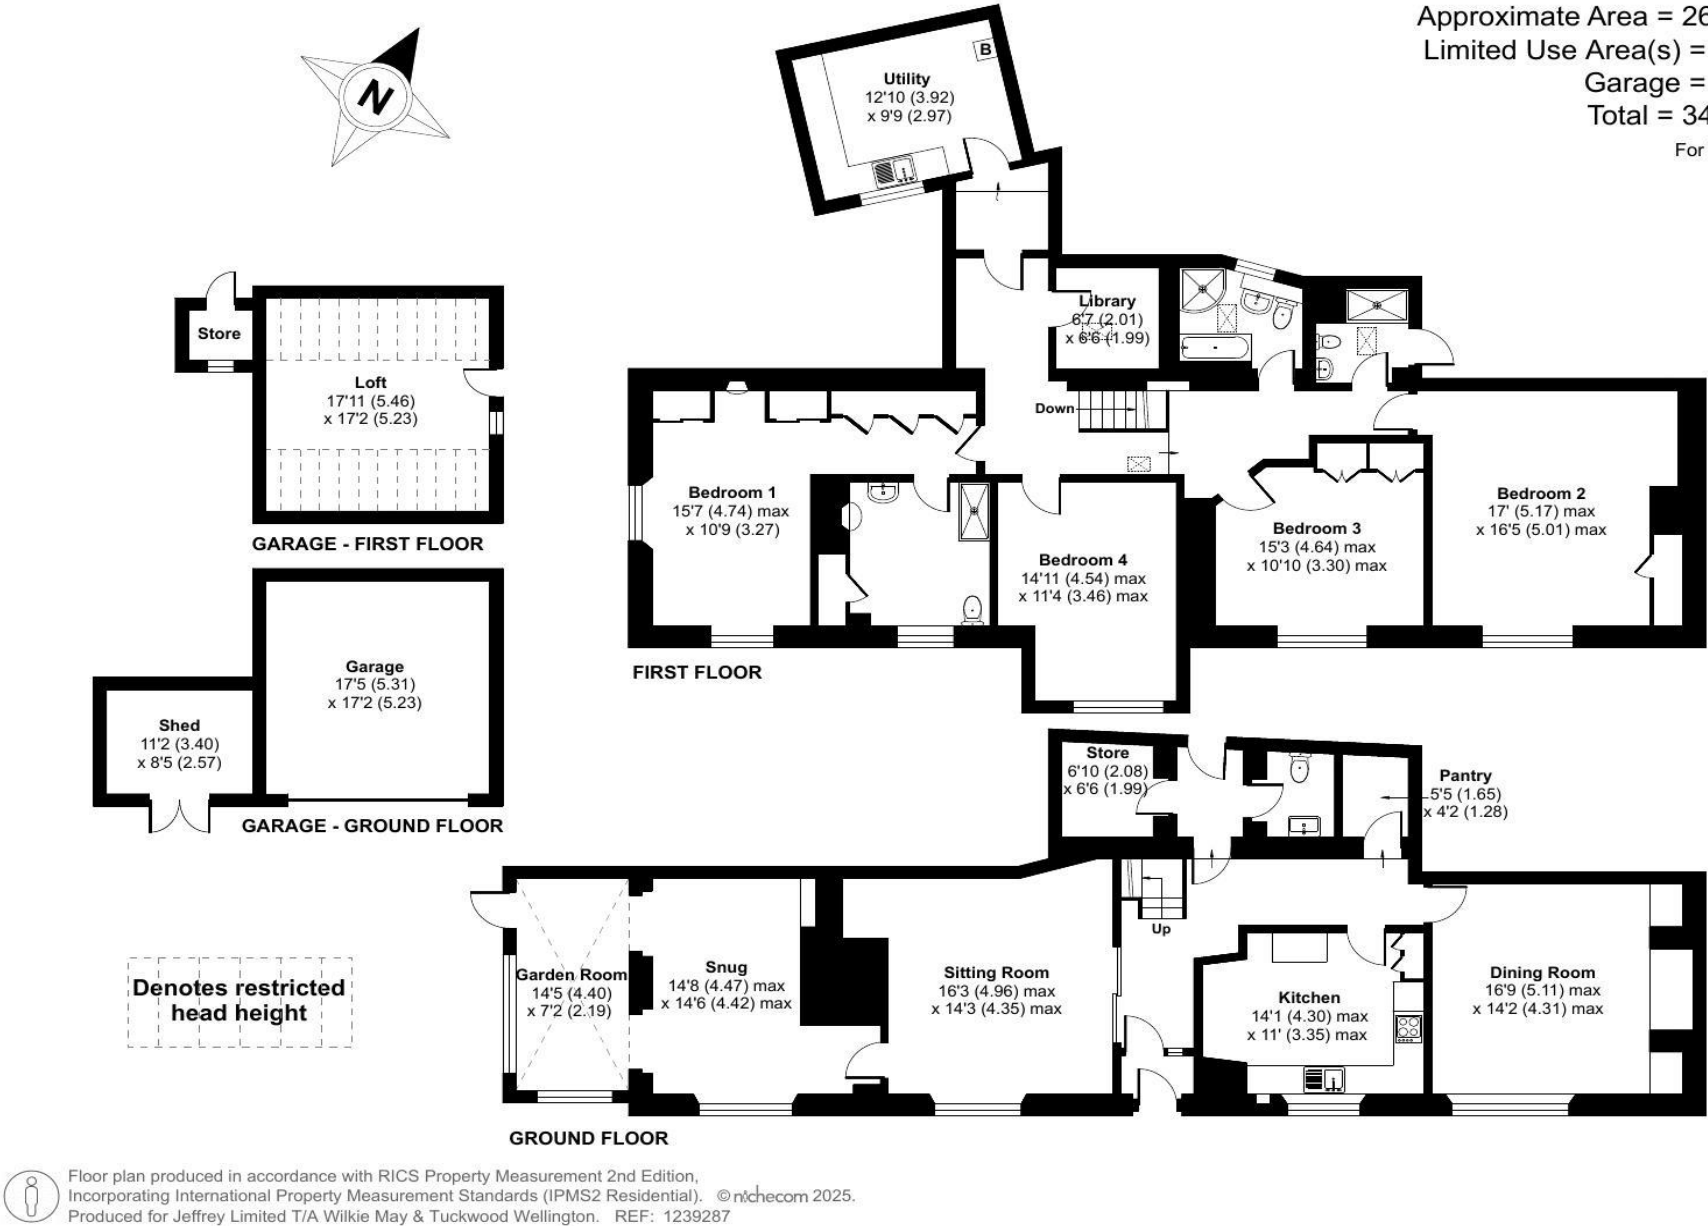 Approximate Area = 26
Limited Use Area(s) =
Garage =
Total = 34
For
N
B
Utility
12'10 (3.92)
x 9'9 (2.97)
Library
6'7 (2.01)
x 6'6 (1.99)
Down
Bedroom 1
15'7 (4.74) max
x 10'9 (3.27)
Bedroom 4
14'11 (4.54) max
x 11'4 (3.46) max
Bedroom 3
15'3 (4.64) max
x 10'10 (3.30) max
Bedroom 2
17' (5.17) max
x 16'5 (5.01) max
FIRST FLOOR
Store
Loft
17'11 (5.46)
x 17'2 (5.23)
GARAGE - FIRST FLOOR
Garage
17'5 (5.31)
x 17'2 (5.23)
Shed
11'2 (3.40)
x 8'5 (2.57)
GARAGE - GROUND FLOOR
Store
6'10 (2.08)
x 6'6 (1.99)
Pantry
5'5 (1.65)
x 4'2 (1.28)
Up
Garden Room
14'5 (4.40)
x 7'2 (2.19)
Snug
14'8 (4.47) max
x 14'6 (4.42) max
Sitting Room
16'3 (4.96) max
x 14'3 (4.35) max
Kitchen
14'1 (4.30) max
x 11' (3.35) max
Dining Room
16'9 (5.11) max
x 14'2 (4.31) max
Denotes restricted
head height
GROUND FLOOR
Floor plan produced in accordance with RICS Property Measurement 2nd Edition,
Incorporating International Property Measurement Standards (IPMS2 Residential). © nichecom 2025.
Produced for Jeffrey Limited T/A Wilkie May & Tuckwood Wellington. REF: 1239287